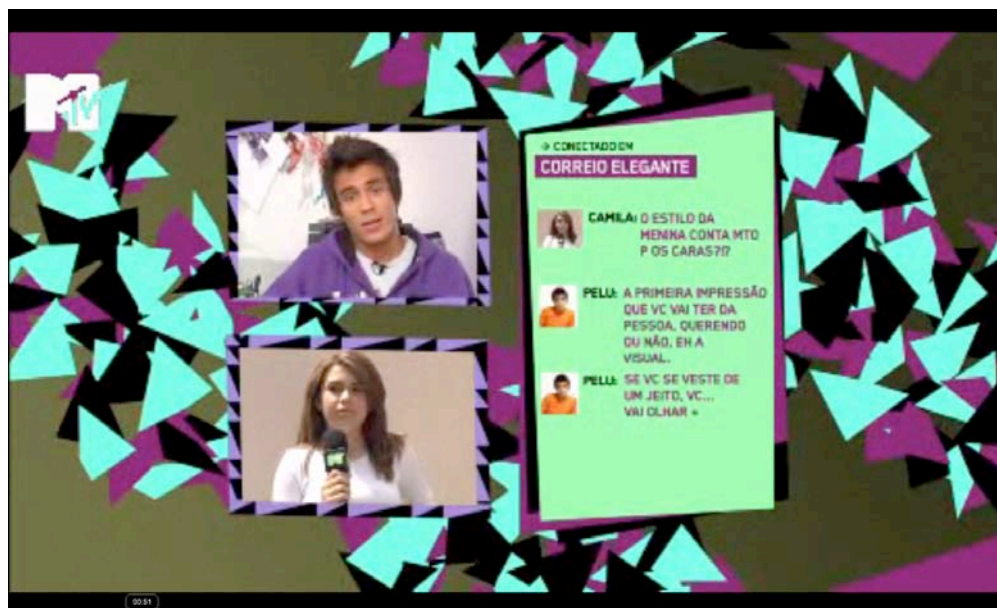 MTV
→ CONECTADO EM
CORREIO ELEGANTE
CAMILA: O ESTILO DA
MENINA CONTA MTO
P OS CARAS?!?
PELU: A PRIMEIRA IMPRESSÃO
QUE VC VAI TER DA
PESSOA, QUERENDO
OU NÃO, EH A
VISUAL.
PELU: SE VC SE VESTE DE
UM JEITO, VC...
VAI OLHAR +
00:51